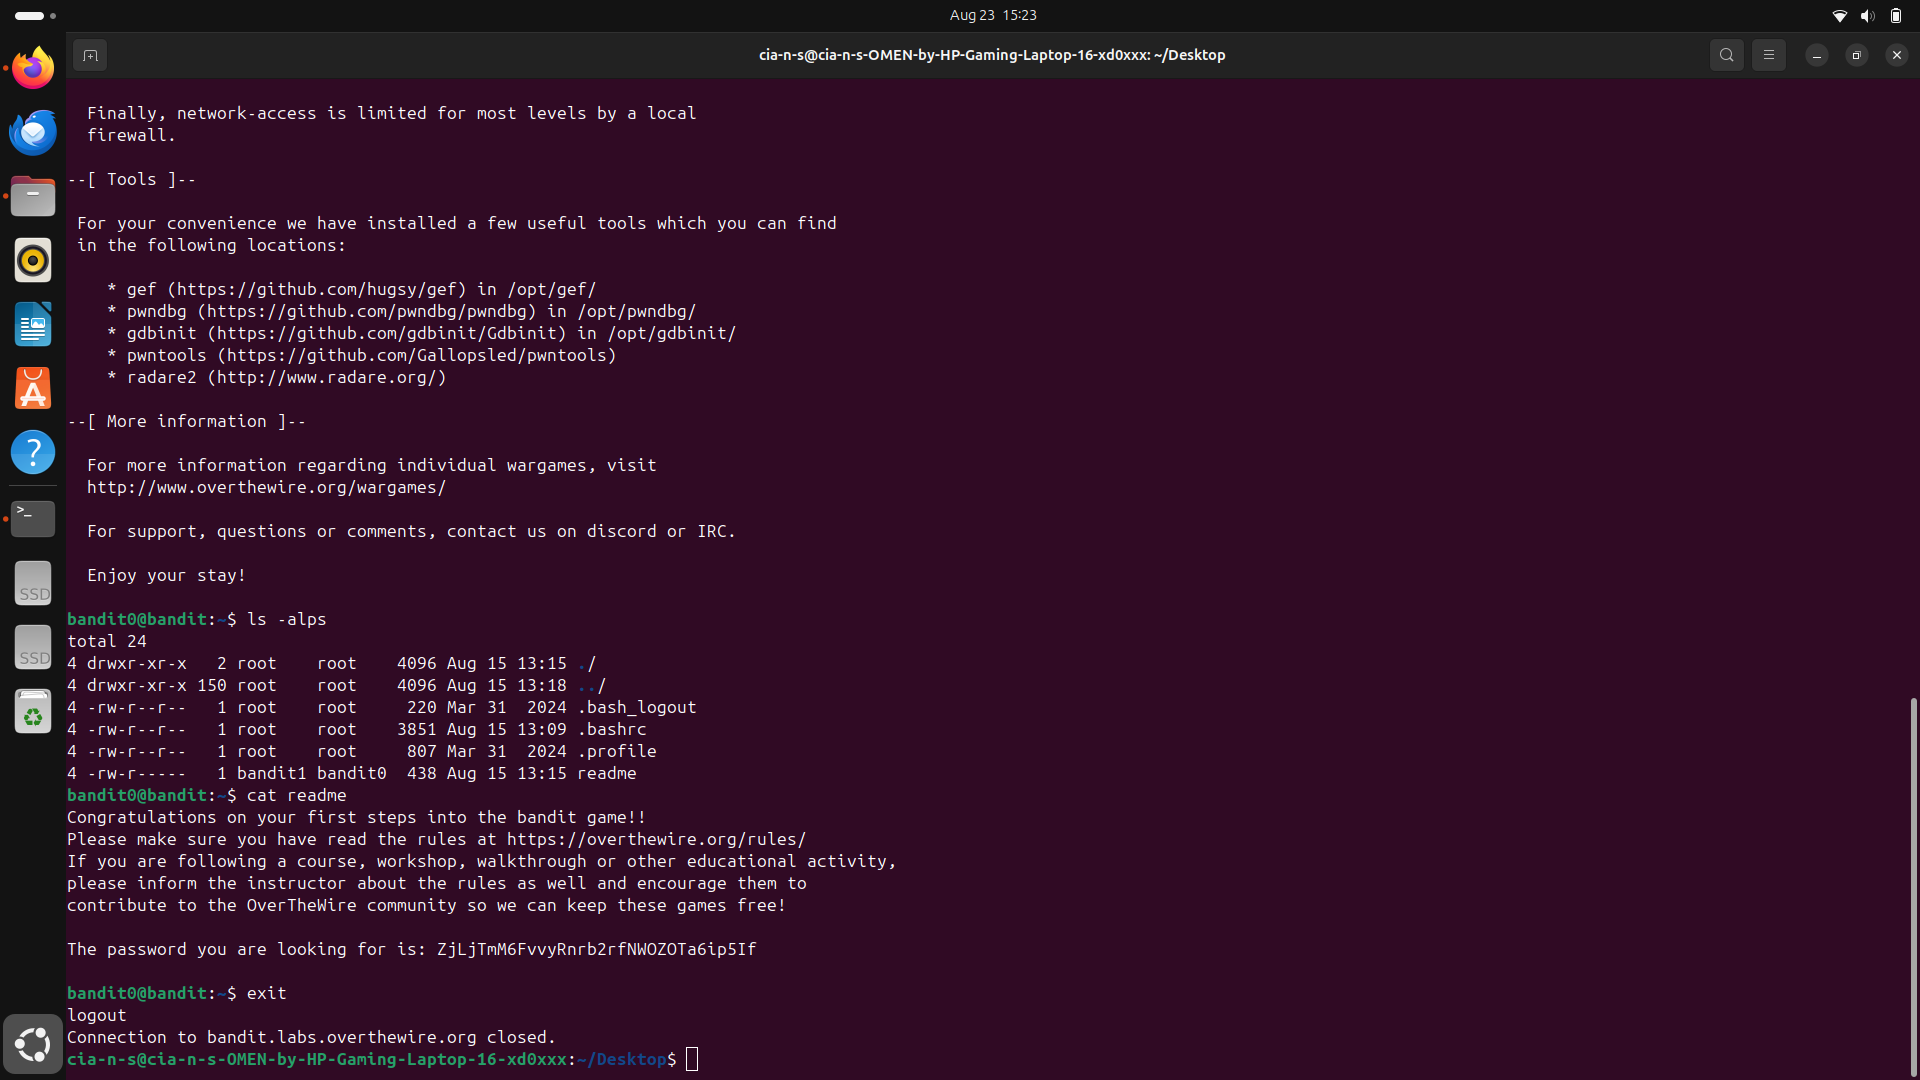 Aug 23 15:23
cia-n-s@cia-n-s-OMEN-by-HP-Gaming-Laptop-16-xd0xxx: ~/Desktop
Finally, network-access is limited for most levels by a local
firewall.
--[ Tools ]--
For your convenience we have installed a few useful tools which you can find
in the following locations:
* gef (https://github.com/hugsy/gef) in /opt/gef/
* pwndbg (https://github.com/pwndbg/pwndbg) in /opt/pwndbg/
* gdbinit (https://github.com/gdbinit/Gdbinit) in /opt/gdbinit/
* pwntools (https://github.com/Gallopsled/pwntools)
* radare2 (http://www.radare.org/)
--[ More information ]--
For more information regarding individual wargames, visit
http://www.overthewire.org/wargames/
For support, questions or comments, contact us on discord or IRC.
Enjoy your stay!
bandit0@bandit:~$ ls -alps
total 24
4 drwxr-xr-x   2 root    root    4096 Aug 15 13:15 ./
4 drwxr-xr-x 150 root    root    4096 Aug 15 13:18 ../
4 -rw-r--r--   1 root    root     220 Mar 31  2024 .bash_logout
4 -rw-r--r--   1 root    root    3851 Aug 15 13:09 .bashrc
4 -rw-r--r--   1 root    root     807 Mar 31  2024 .profile
4 -rw-r-----   1 bandit1 bandit0  438 Aug 15 13:15 readme
bandit0@bandit:~$ cat readme
Congratulations on your first steps into the bandit game!!
Please make sure you have read the rules at https://overthewire.org/rules/
If you are following a course, workshop, walkthrough or other educational activity,
please inform the instructor about the rules as well and encourage them to
contribute to the OverTheWire community so we can keep these games free!
The password you are looking for is: ZjLjTmM6FvvyRnrb2rfNWOZOTa6ip5If
bandit0@bandit:~$ exit
logout
Connection to bandit.labs.overthewire.org closed.
cia-n-s@cia-n-s-OMEN-by-HP-Gaming-Laptop-16-xd0xxx:~/Desktop$
SSD
SSD